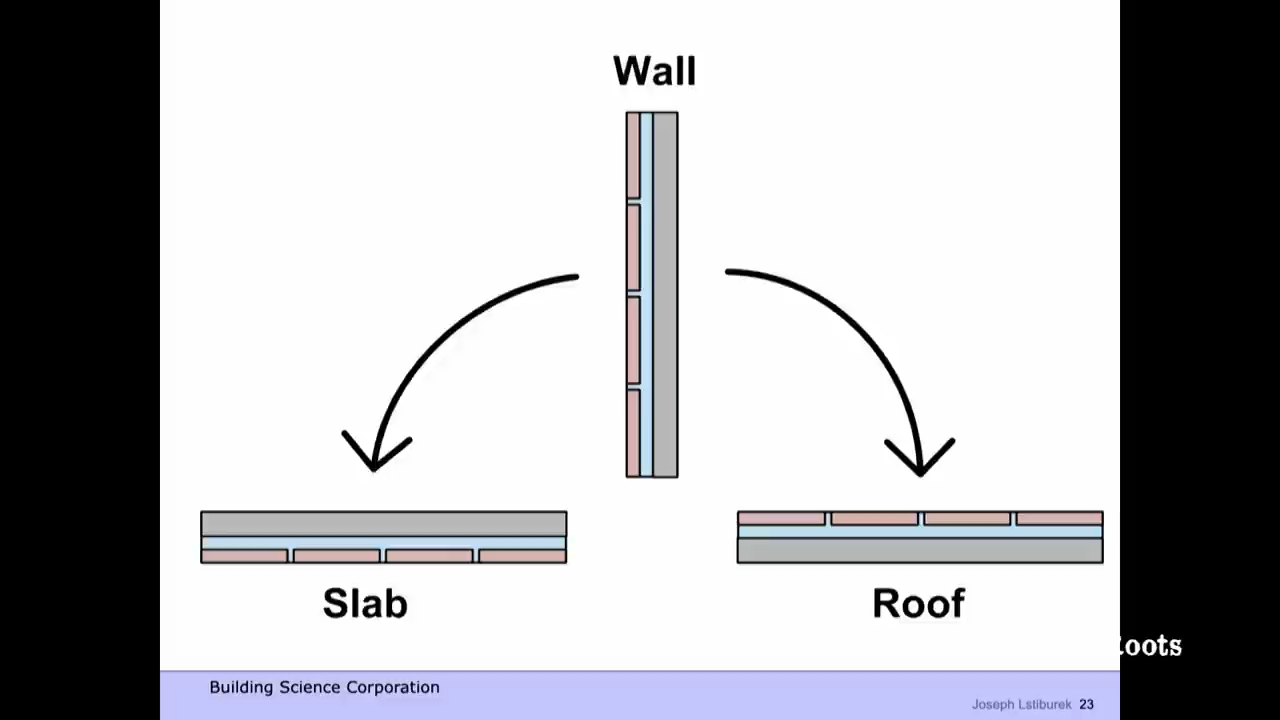 Wall
Slab
Roof
Building Science Corporation
Joseph Lstiburek 23